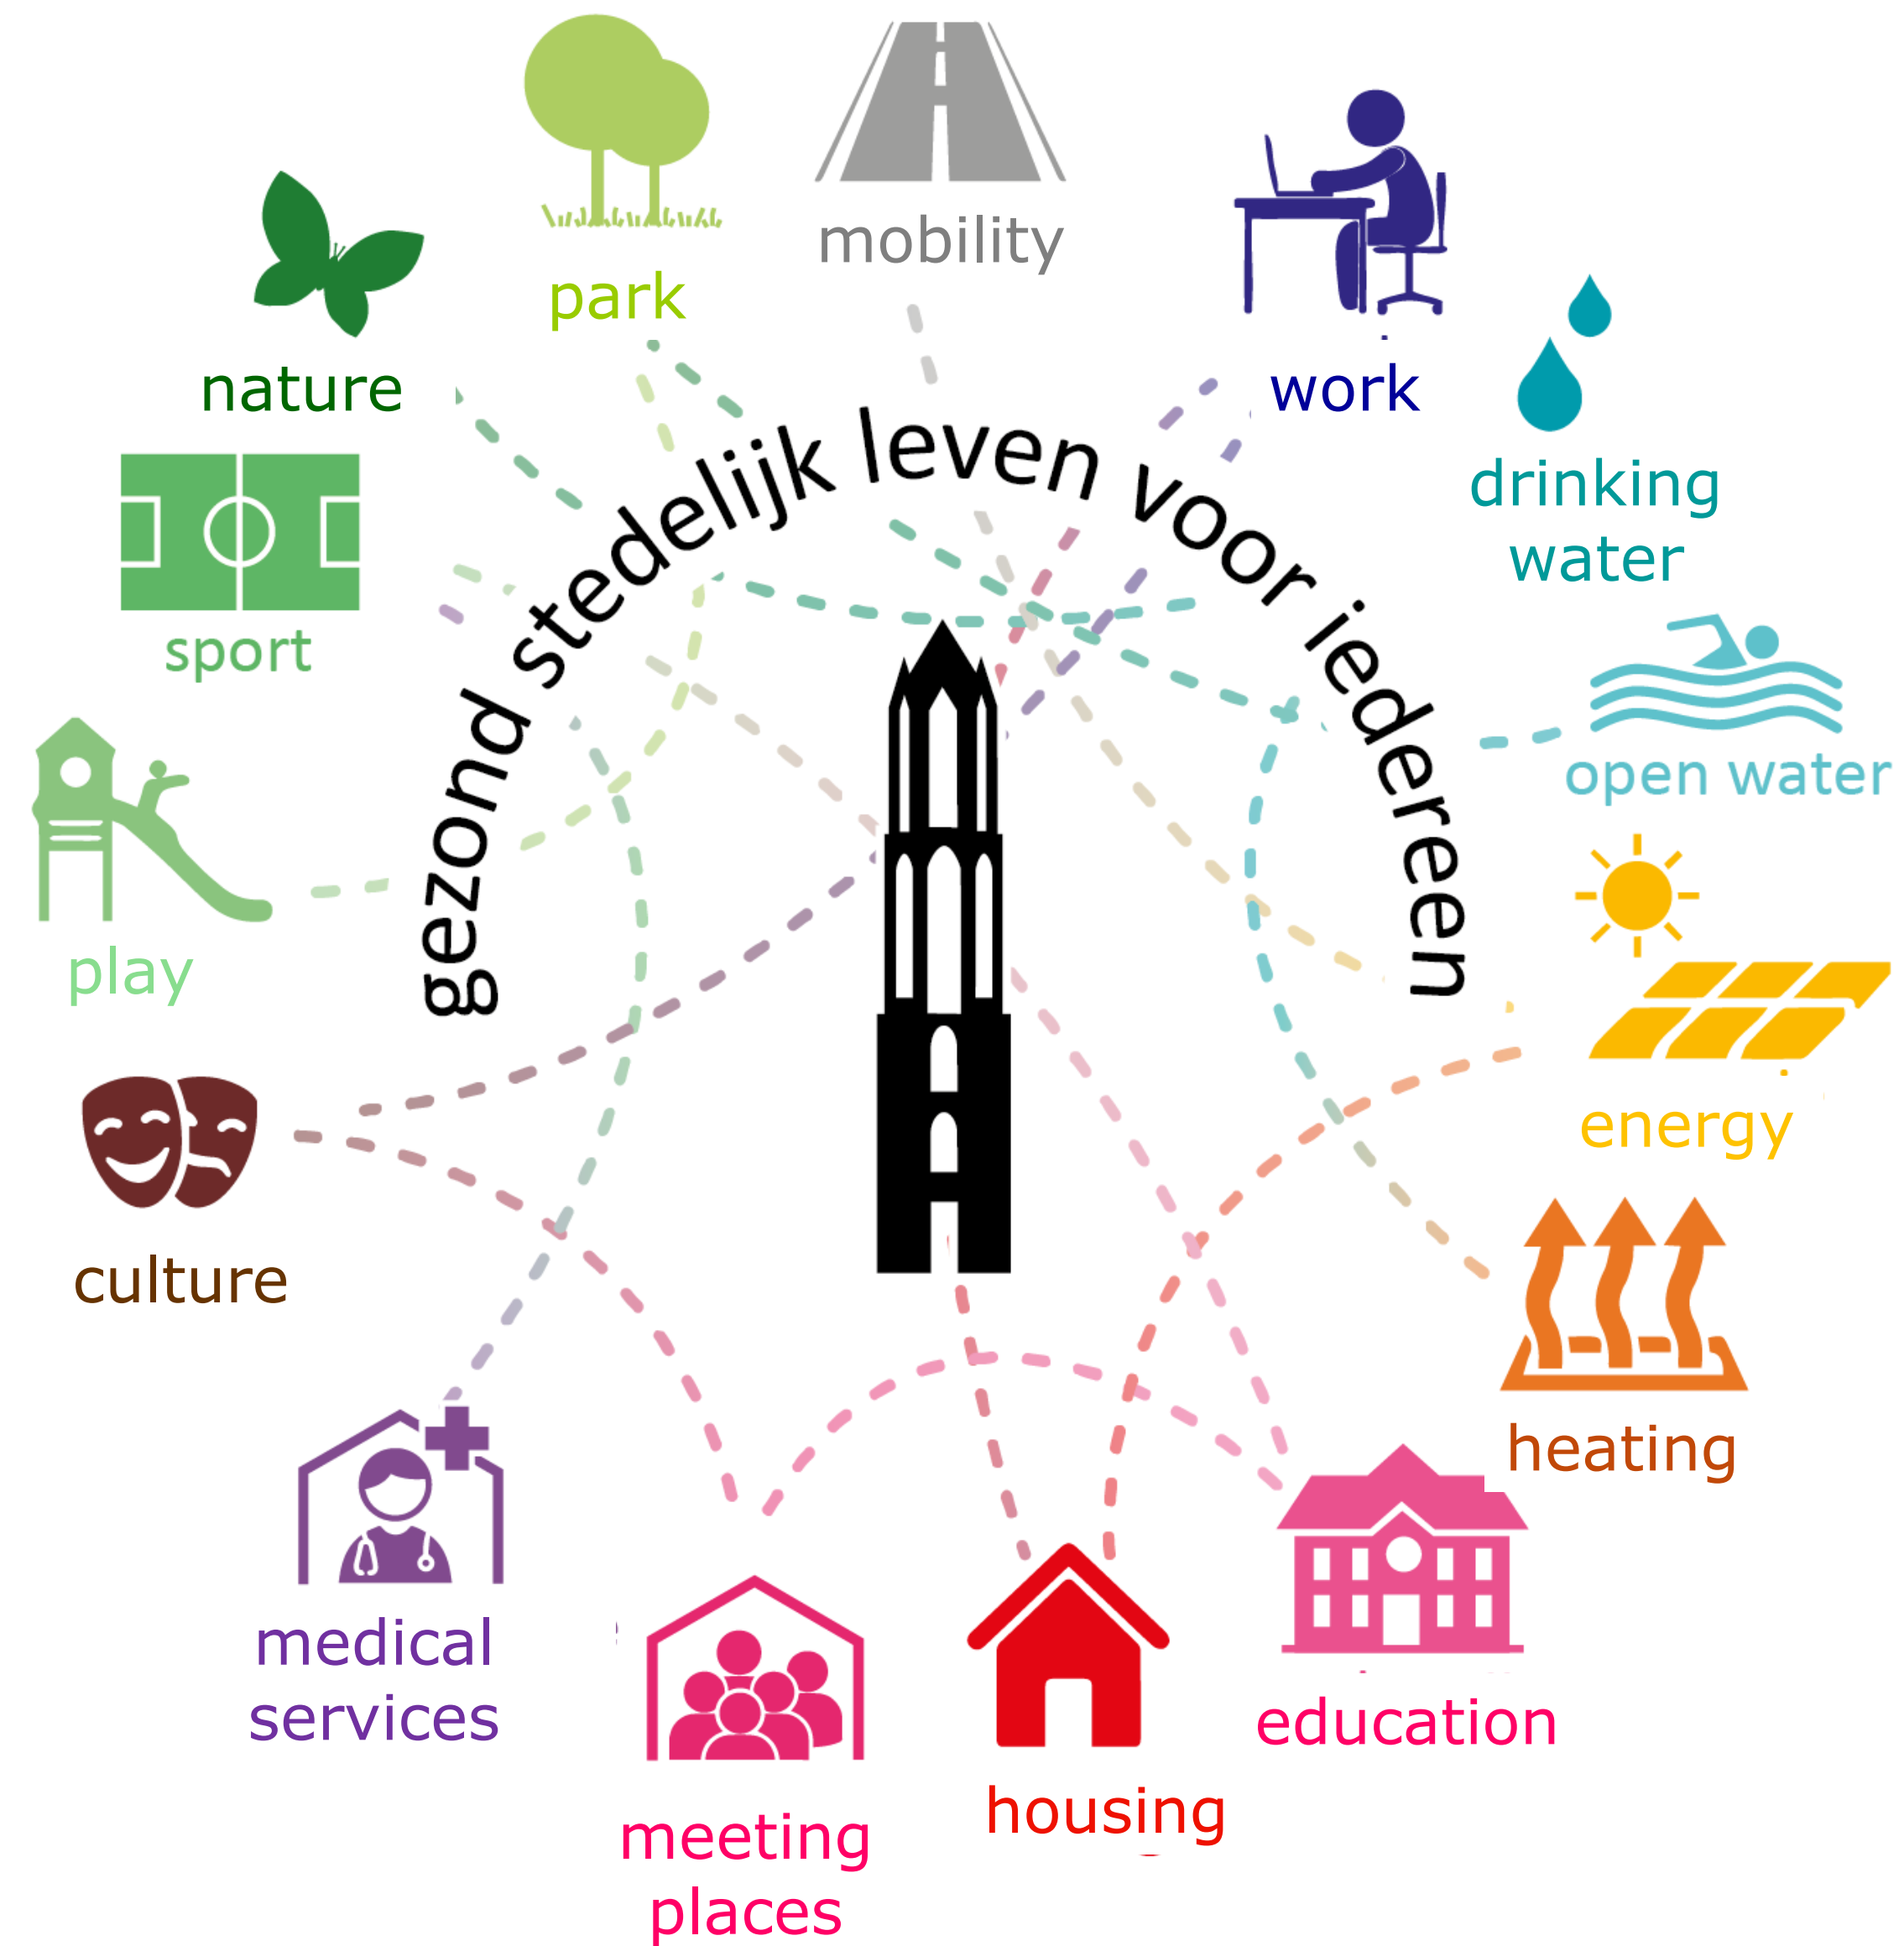 mobility
park
work
nature
drinking
water
gezond stedelijk leven voor iedereen
sport
open water
play
energy
culture
heating
medical
services
education
housing
meeting
places